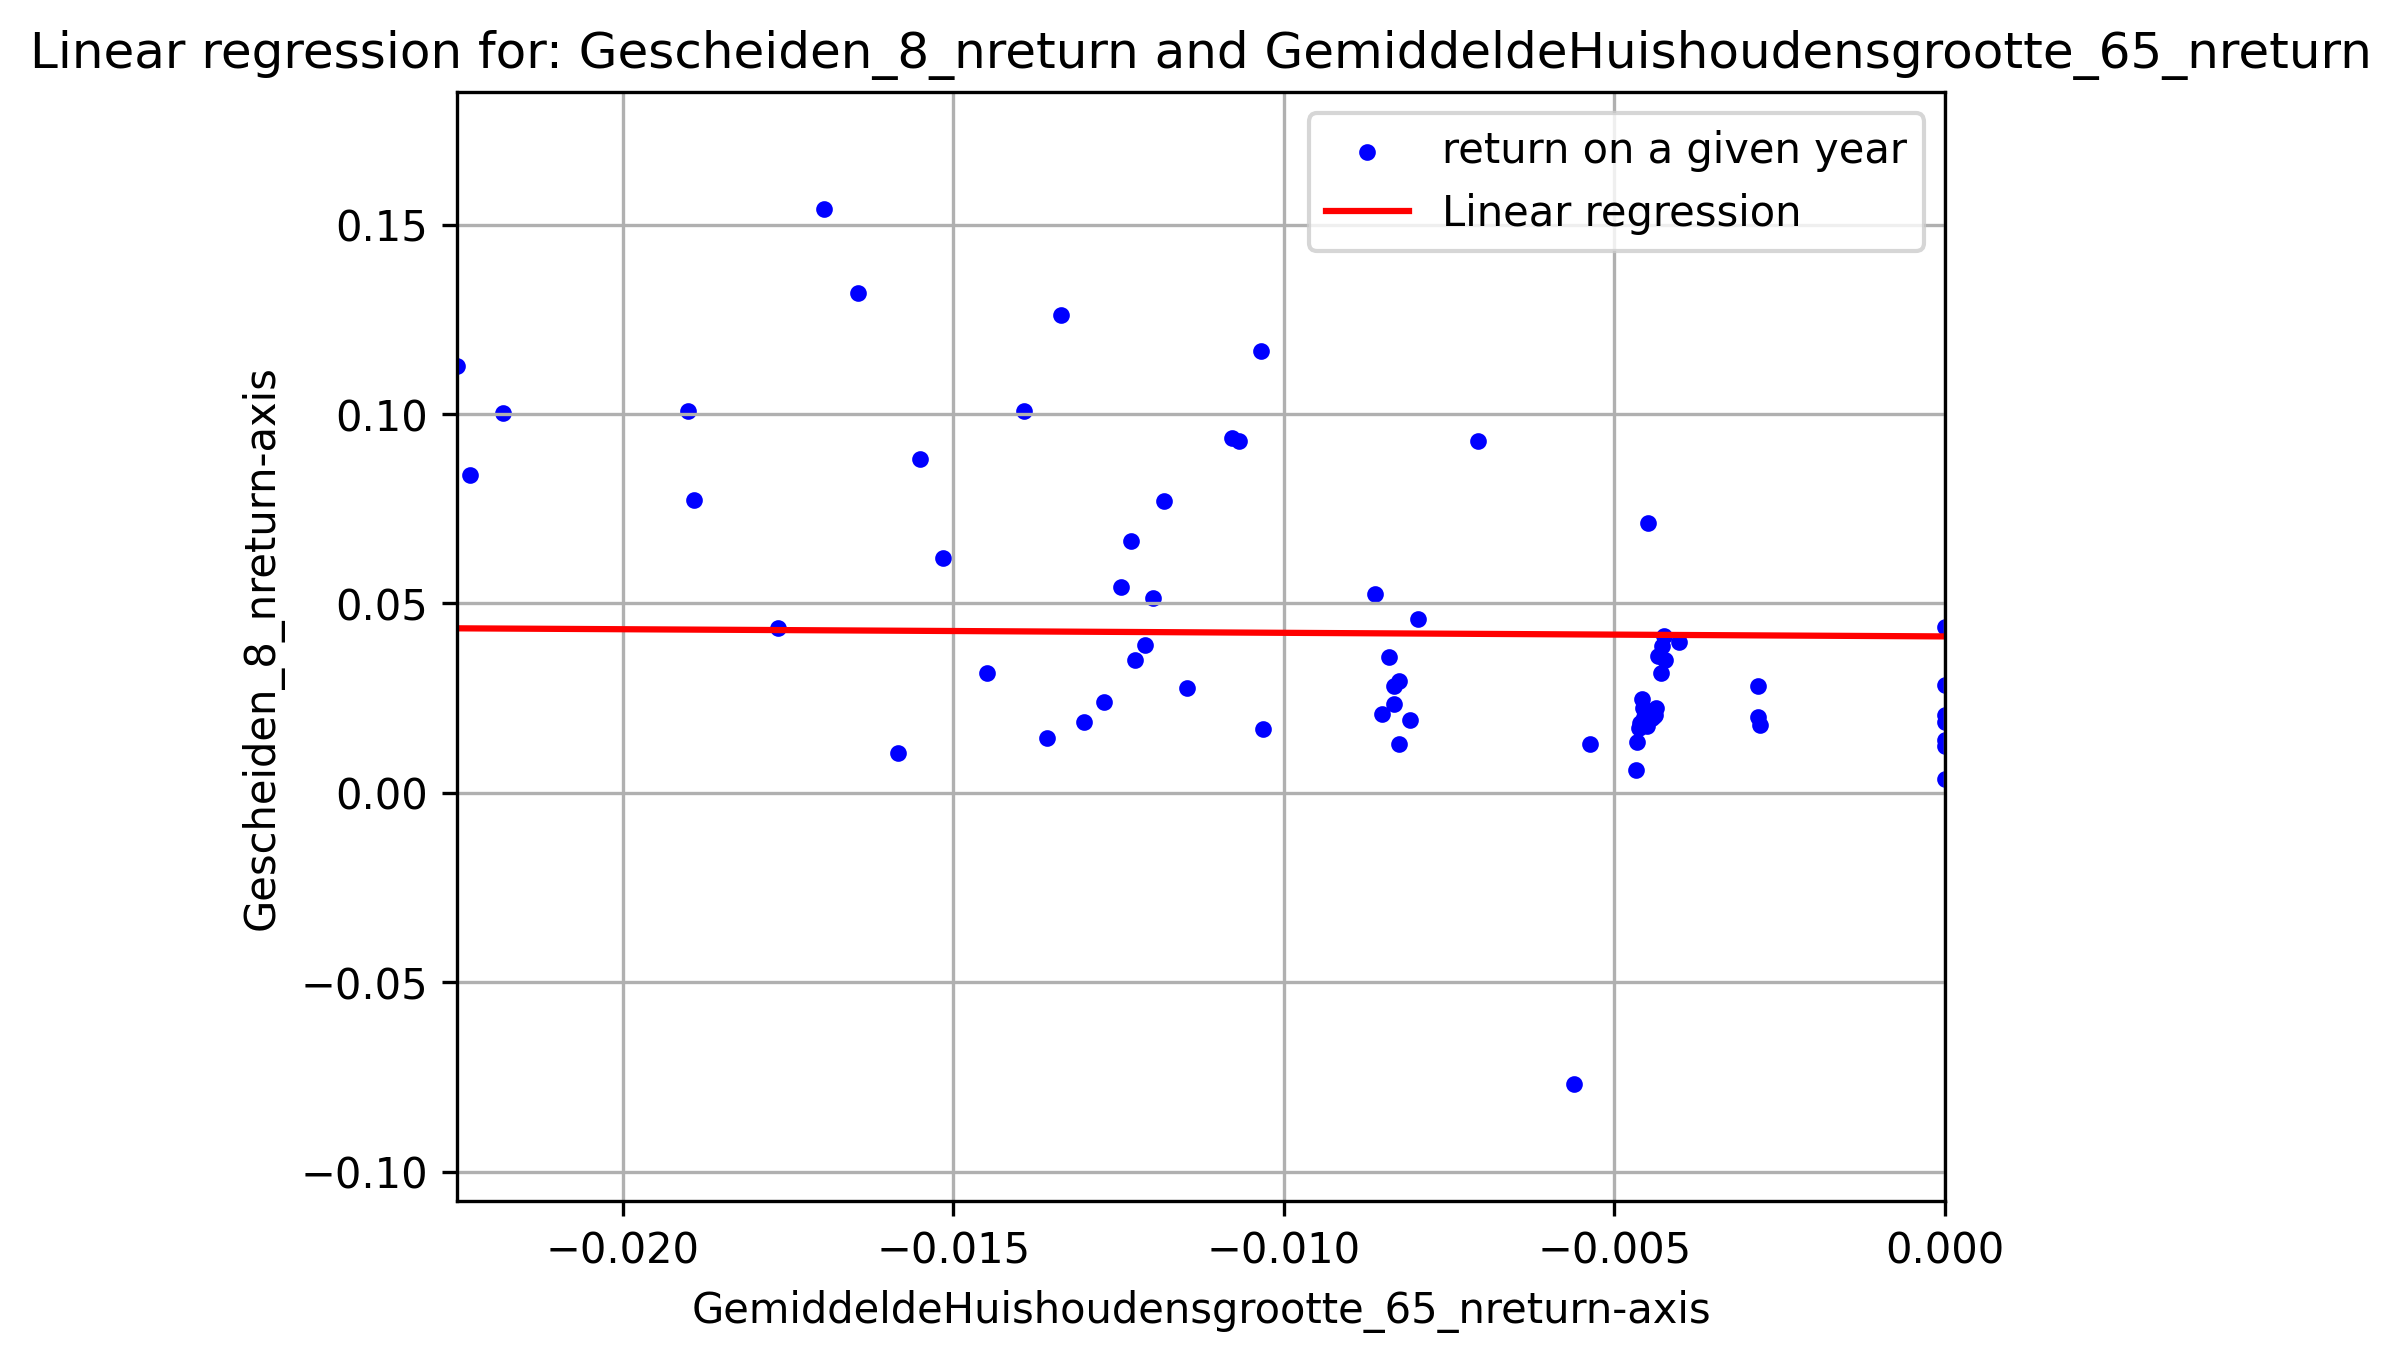 Linear regression for: Gescheiden_8_nreturn and GemiddeldeHuishoudensgrootte_65_nreturn
return on a given year
Linear regression
0.15
0.10
0.05
0.00
−0.05
−0.10
Gescheiden_8_nreturn-axis
−0.020 −0.015 −0.010 −0.005 0.000
GemiddeldeHuishoudensgrootte_65_nreturn-axis